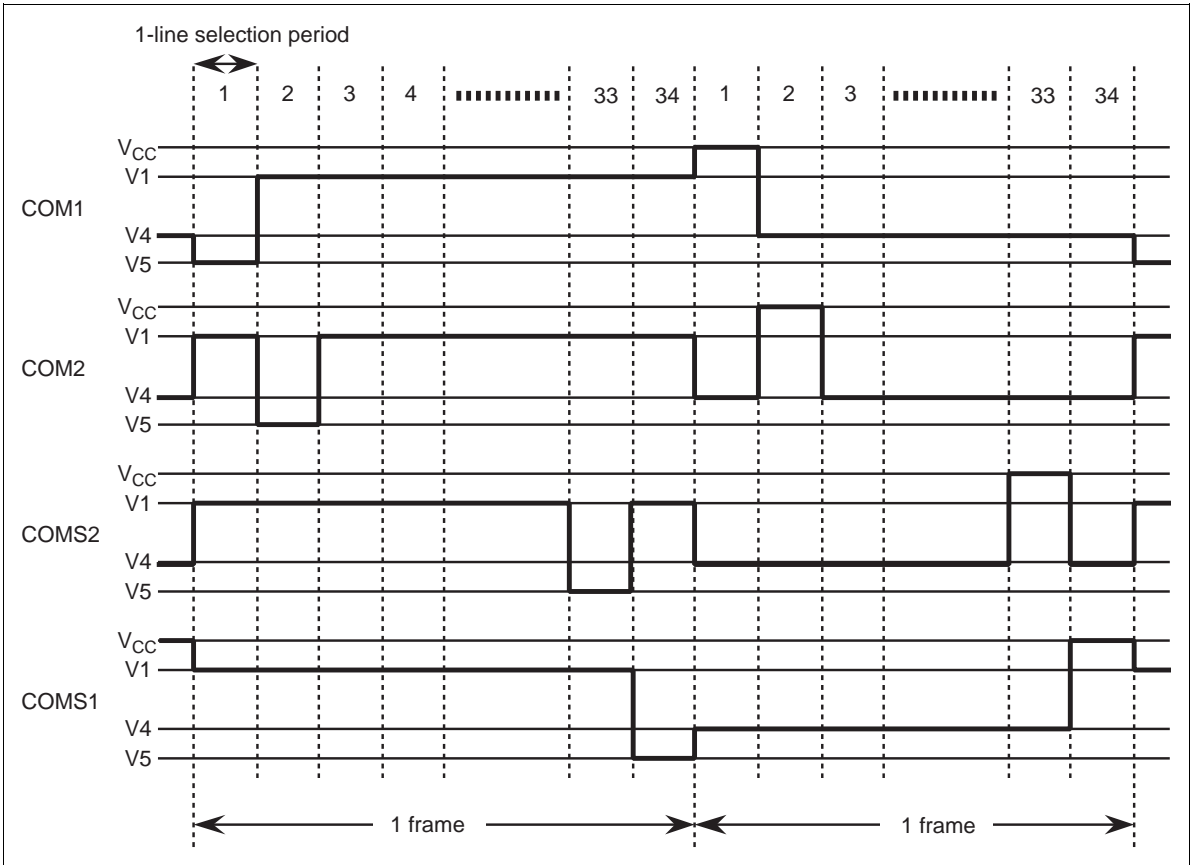 1-line selection period
1 2 3 4 33 34 1 2 3 33 34
VCC
V1
COM1
V4
V5
VCC
V1
COM2
V4
V5
VCC
V1
COMS2
V4
V5
VCC
V1
COMS1
V4
V5
1 frame 1 frame